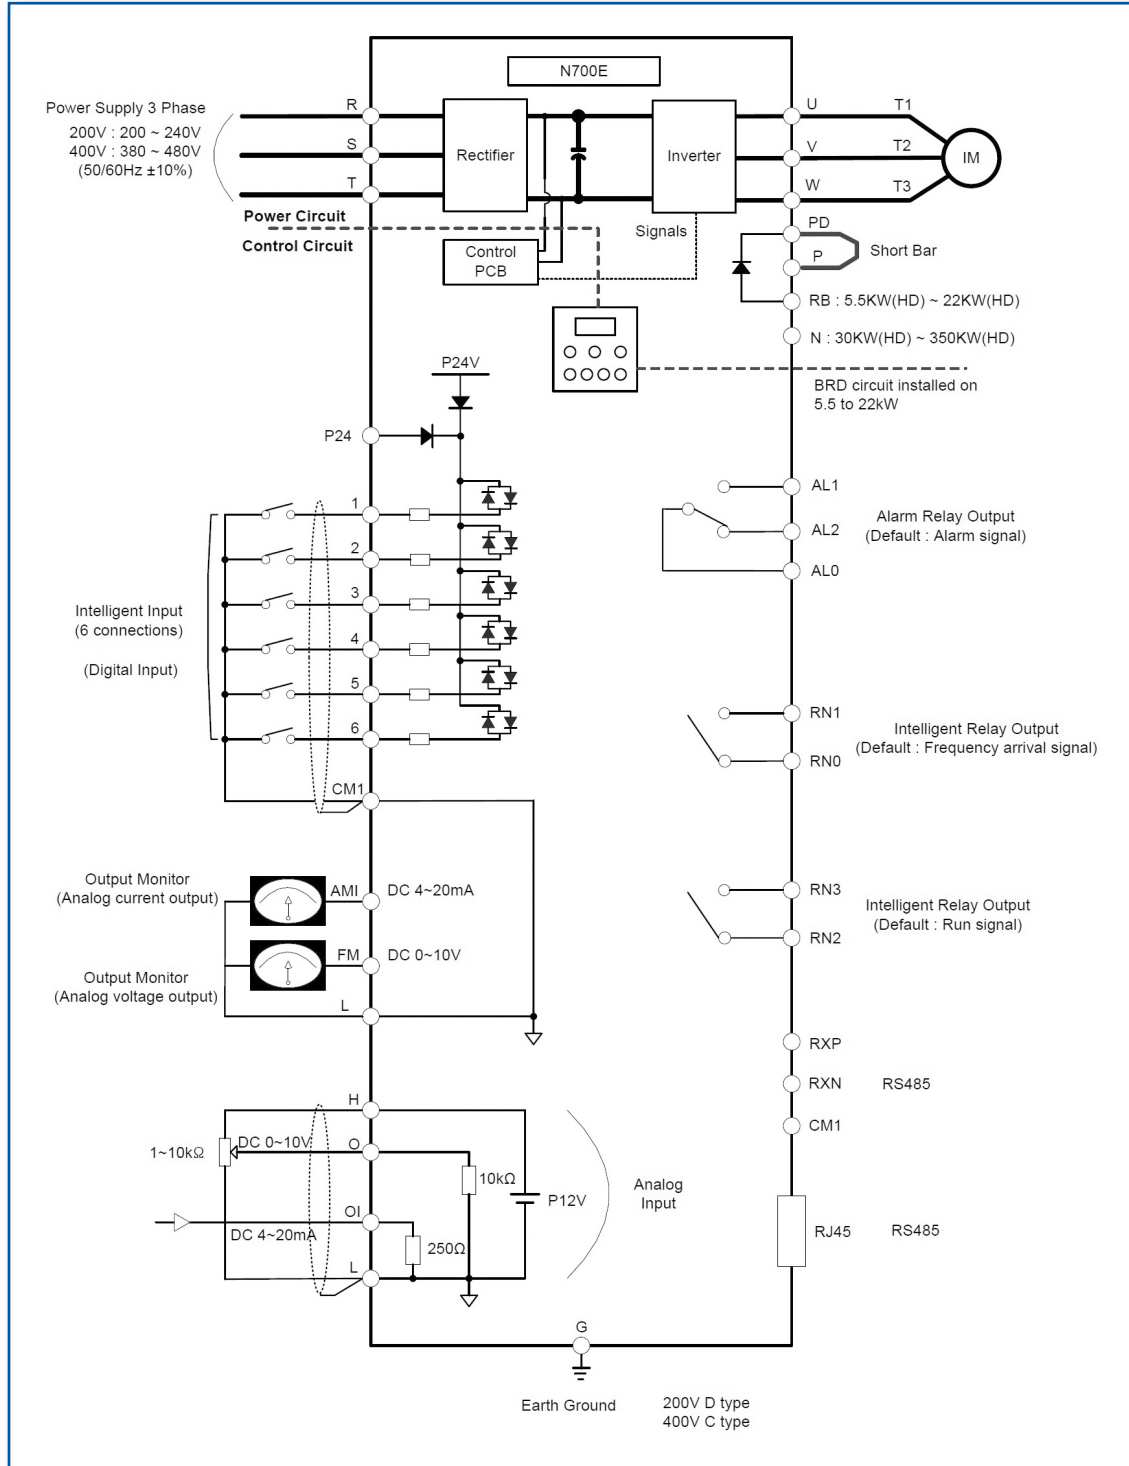 N700E
Power Supply 3 Phase
200V : 200 ~ 240V
400V : 380 ~ 480V
(50/60Hz ±10%)
R
S
T
Rectifier
Inverter
U
V
W
T1
T2
T3
IM
Power Circuit
Control Circuit
Control
PCB
Signals
PD
P
Short Bar
RB : 5.5KW(HD) ~ 22KW(HD)
N : 30KW(HD) ~ 350KW(HD)
BRD circuit installed on
5.5 to 22kW
P24V
P24
1
2
3
4
5
6
CM1
Intelligent Input
(6 connections)
(Digital Input)
AL1
AL2
AL0
Alarm Relay Output
(Default : Alarm signal)
RN1
RN0
Intelligent Relay Output
(Default : Frequency arrival signal)
Output Monitor
(Analog current output)
AMI
DC 4~20mA
FM
DC 0~10V
Output Monitor
(Analog voltage output)
L
RN3
RN2
Intelligent Relay Output
(Default : Run signal)
RXP
RXN
RS485
CM1
H
1~10kΩ
DC 0~10V
O
10kΩ
P12V
Analog
Input
OI
DC 4~20mA
250Ω
L
RJ45
RS485
G
Earth Ground
200V D type
400V C type